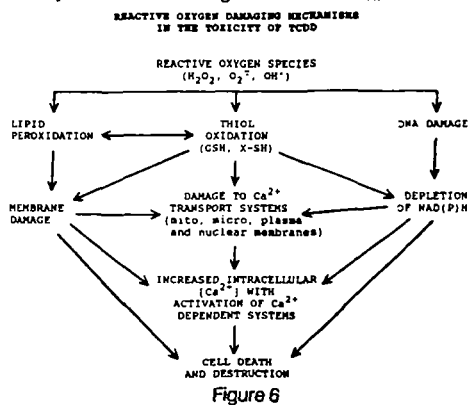 REACTIVE OXYGEN DAMAGING MECHANISMS
IN THE TOXICITY OF TCDD
REACTIVE OXYGEN SPECIES
(H₂O₂, O₂⁻, OH·)
LIPID
PEROXIDATION
THIOL
OXIDATION
(GSH, X-SH)
DNA DAMAGE
MEMBRANE
DAMAGE
DAMAGE TO Ca²⁺
TRANSPORT SYSTEMS
(mito, micro, plasma
and nuclear membranes)
DEPLETION
OF NAD(P)H
INCREASED INTRACELLULAR
[Ca²⁺] WITH
ACTIVATION OF Ca²⁺
DEPENDENT SYSTEMS
CELL DEATH
AND DESTRUCTION
Figure 6